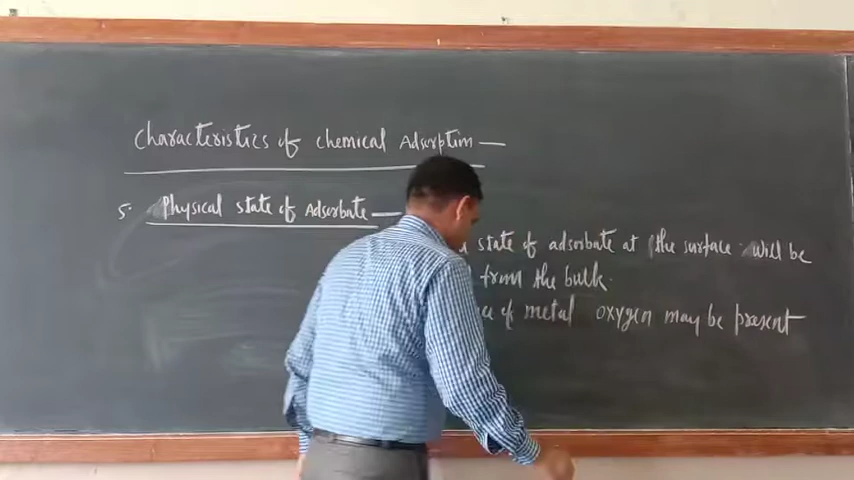 Characteristics of chemical Adsorption —
5. Physical state of Adsorbate —
state of adsorbate at the surface will be
from the bulk.
of metal oxygen may be present